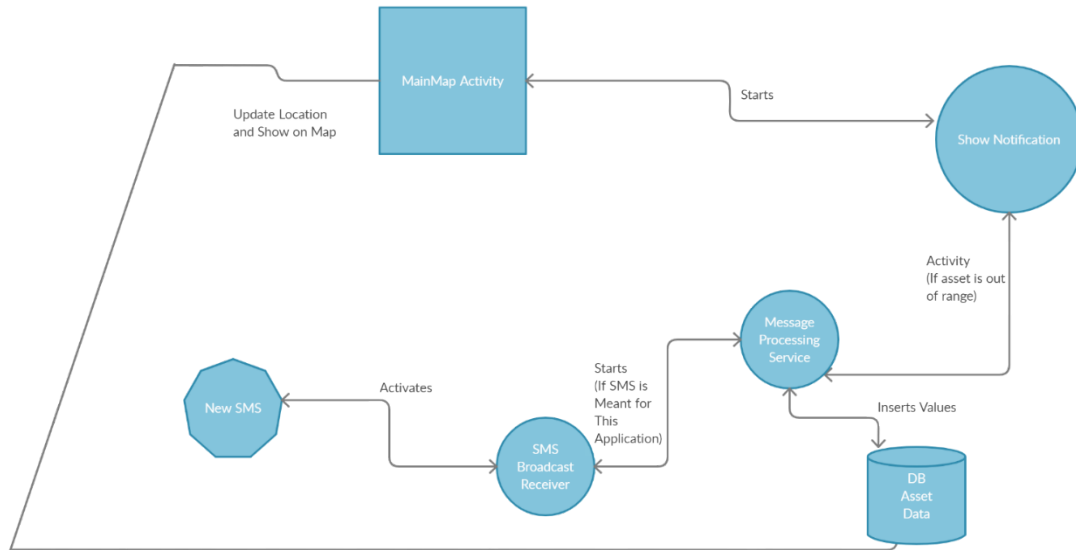 MainMap Activity
Update Location
and Show on Map
Starts
Show Notification
Activity
(If asset is out
of range)
Message
Processing
Service
Starts
(If SMS is
Meant for
This
Application)
Activates
New SMS
Inserts Values
SMS
Broadcast
Receiver
DB
Asset
Data